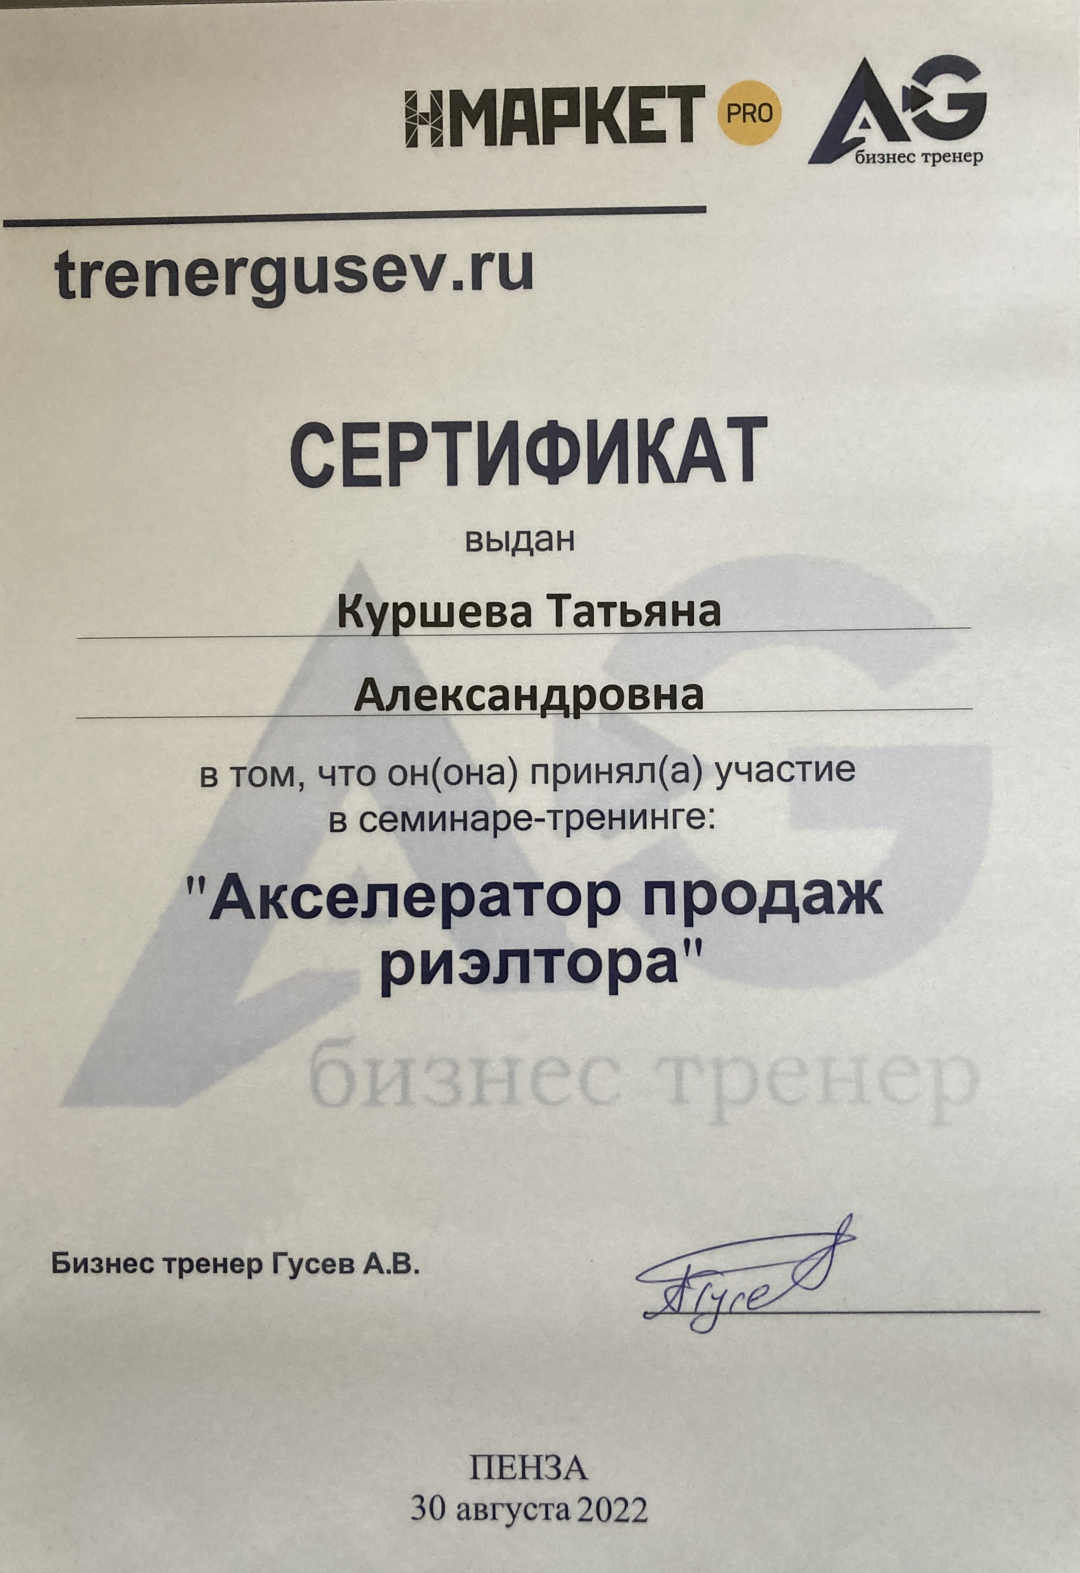 НМАРКЕТ PRO
AG
бизнес тренер
trenergusev.ru
СЕРТИФИКАТ
выдан
Куршева Татьяна
Александровна
в том, что он(она) принял(а) участие
в семинаре-тренинге:
"Акселератор продаж
риэлтора"
бизнес тренер
Бизнес тренер Гусев А.В.
ПЕНЗА
30 августа 2022